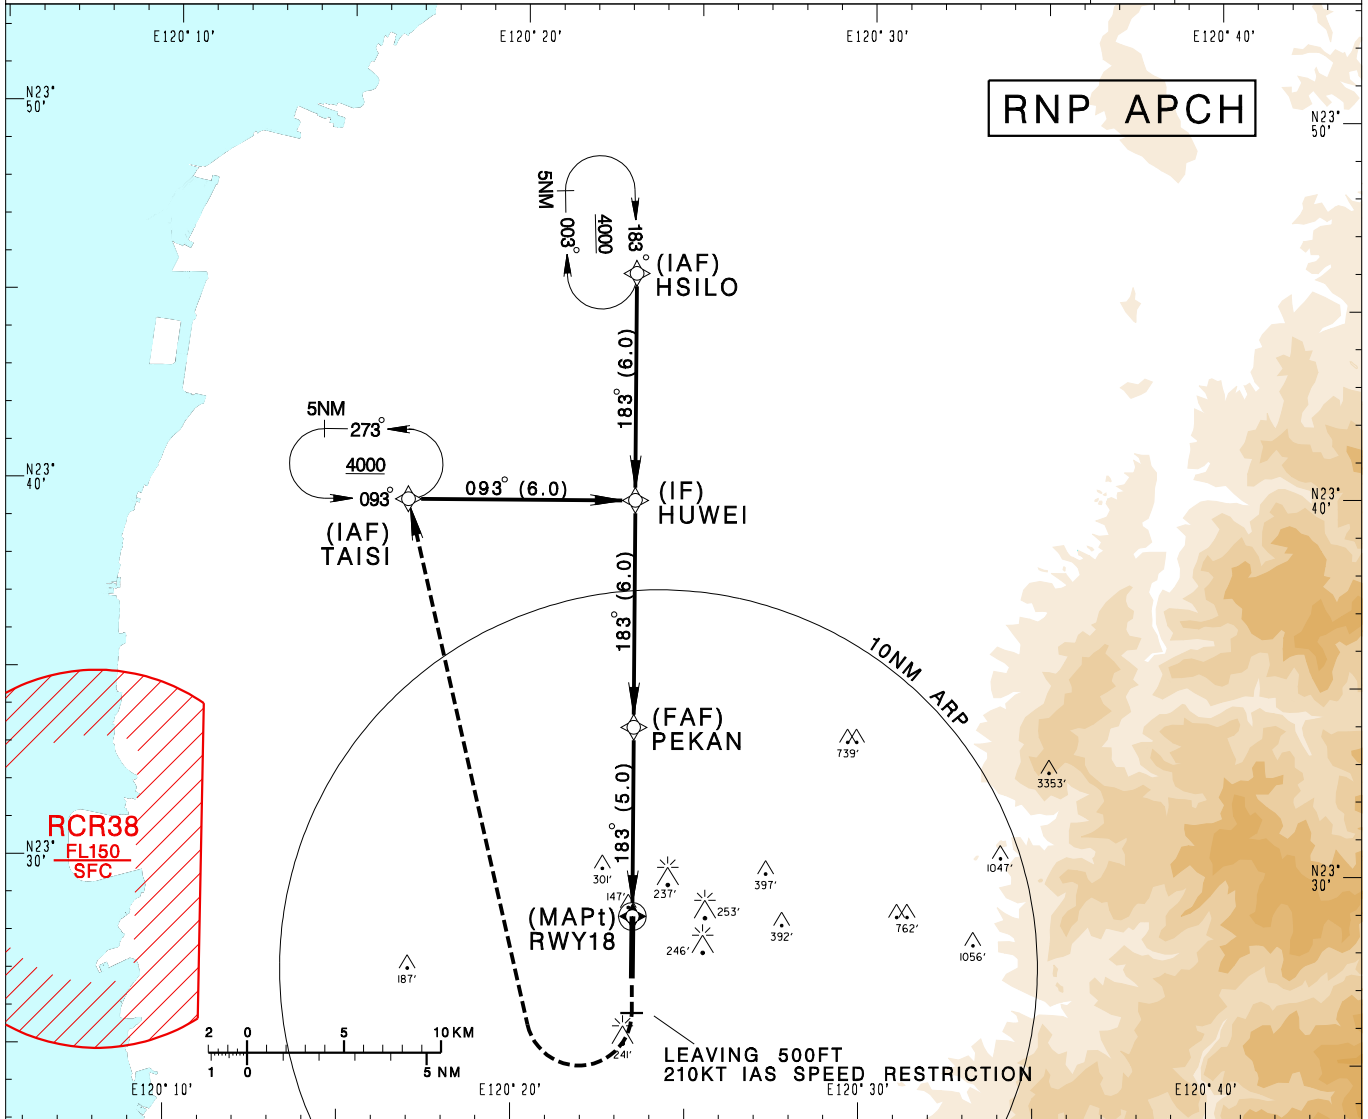 E120° 10'
E120° 20'
E120° 30'
E120° 40'
N23°
50'
RNP APCH
N23°
50'
5NM
003°
4000
183°
(IAF)
HSILO
183° (6.0)
5NM
273°
4000
093°
093° (6.0)
(IF)
HUWEI
N23°
40'
N23°
40'
(IAF)
TAISI
183° (6.0)
10NM ARP
(FAF)
PEKAN
739'
3353'
183° (5.0)
RCR38
FL150
SFC
N23°
30'
N23°
30'
301'
237'
397'
1047'
147'
(MAPt)
RWY18
253'
246'
392'
762'
1056'
187'
241'
2 0 5 10 KM
1 0 5 NM
LEAVING 500FT
210KT IAS SPEED RESTRICTION
E120° 10'
E120° 20'
E120° 30'
E120° 40'